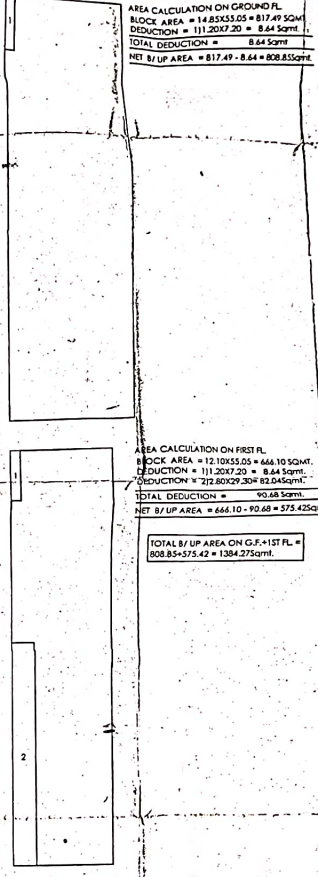 1
AREA CALCULATION ON GROUND FL.
BLOCK AREA = 14.85X55.05 = 817.49 SQMT.
DEDUCTION = 1)1.20X7.20 = 8.64 Sqmt.
TOTAL DEDUCTION = 8.64 Sqmt
NET B/ UP AREA = 817.49 - 8.64 = 808.85Sqmt.
1
AREA CALCULATION ON FIRST FL.
BLOCK AREA = 12.10X55.05 = 666.10 SQMT.
DEDUCTION = 1)1.20X7.20 = 8.64 Sqmt.
DEDUCTION = 2)2.80X29.30= 82.04Sqmt.
TOTAL DEDUCTION = 90.68 Sqmt.
NET B/ UP AREA = 666.10 - 90.68 = 575.42Sq
TOTAL B/ UP AREA ON G.F.+1ST FL. =
808.85+575.42 = 1384.27Sqmt.
2